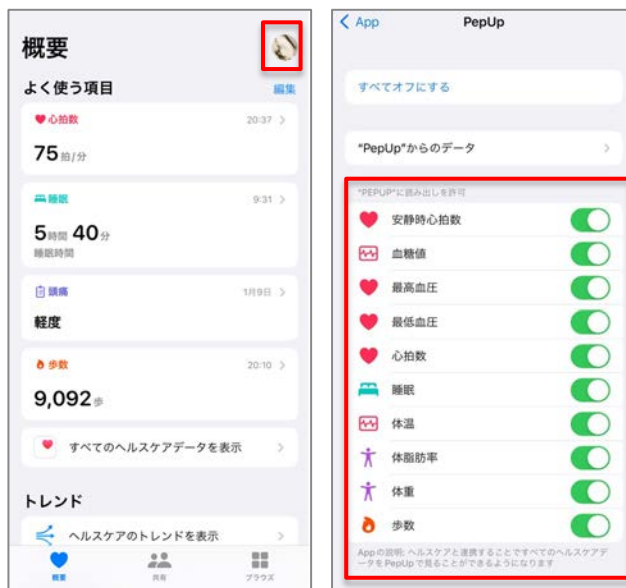 概要
よく使う項目 編集
心拍数 20:37
75 拍/分
睡眠 9:31
5時間 40分
睡眠時間
頭痛 1月9日
軽度
歩数 20:10
9,092歩
すべてのヘルスケアデータを表示
トレンド
ヘルスケアのトレンドを表示
概要 共有 ブラウズ
App PepUp
すべてオフにする
"PepUp"からのデータ
"PEPUP"に読み出しを許可
安静時心拍数
血糖値
最高血圧
最低血圧
心拍数
睡眠
体温
体脂肪率
体重
歩数
Appの説明: ヘルスケアと連携することですべてのヘルスケアデ
ータをPepUpで見ることができるようになります